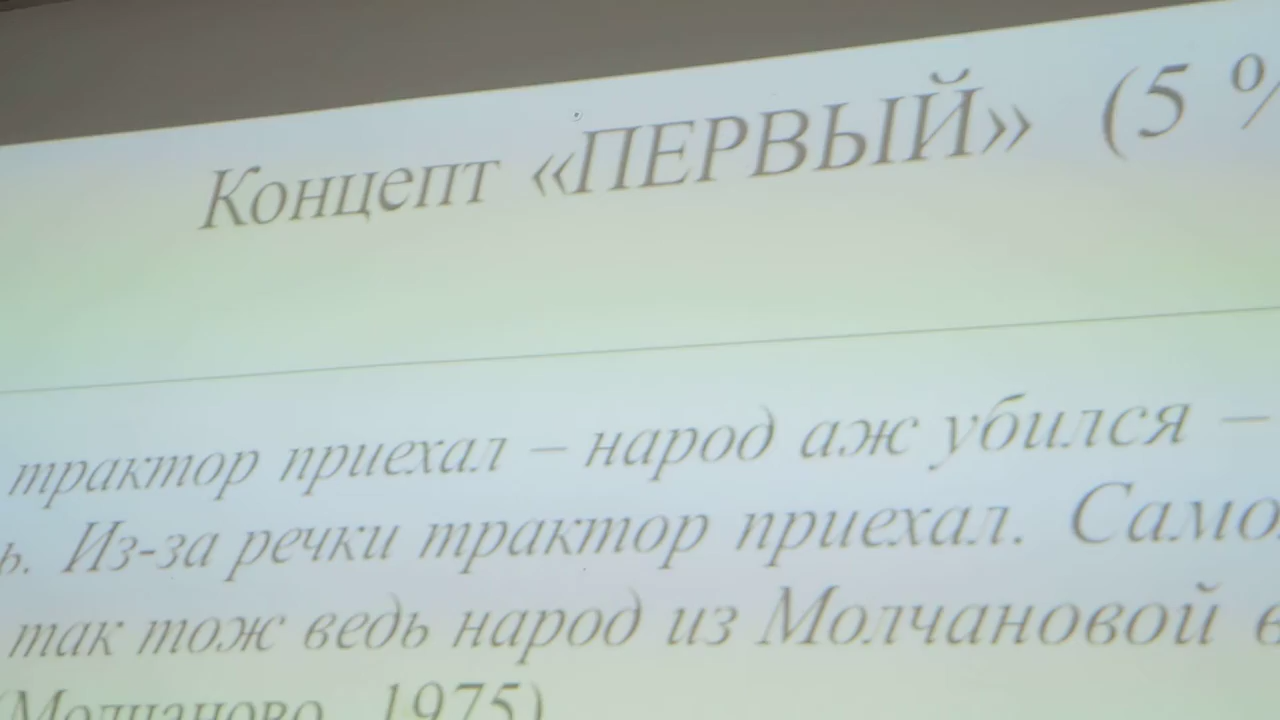 Концепт «ПЕРВЫЙ» (5 %
трактор приехал – народ аж убился –
ь. Из-за речки трактор приехал. Само
так тож ведь народ из Молчановой в
(Молчаново, 1975)